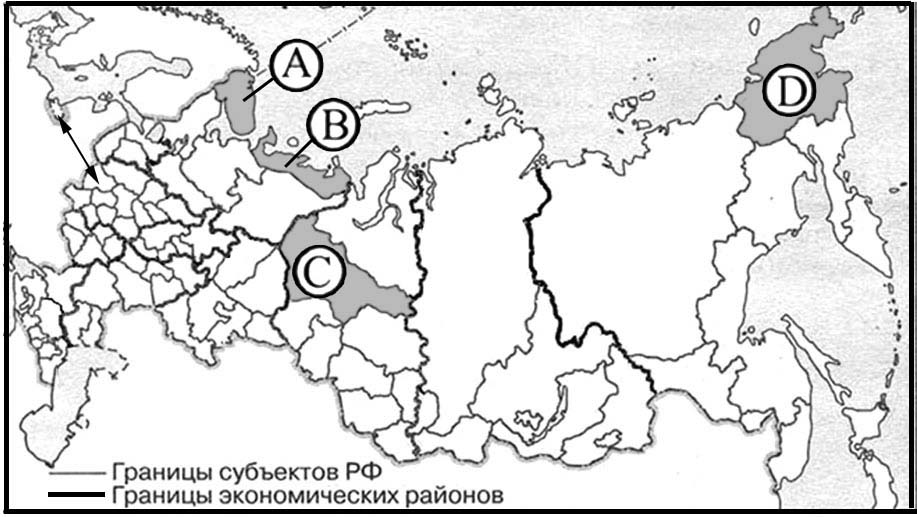 A
B
D
C
Границы субъектов РФ
Границы экономических районов